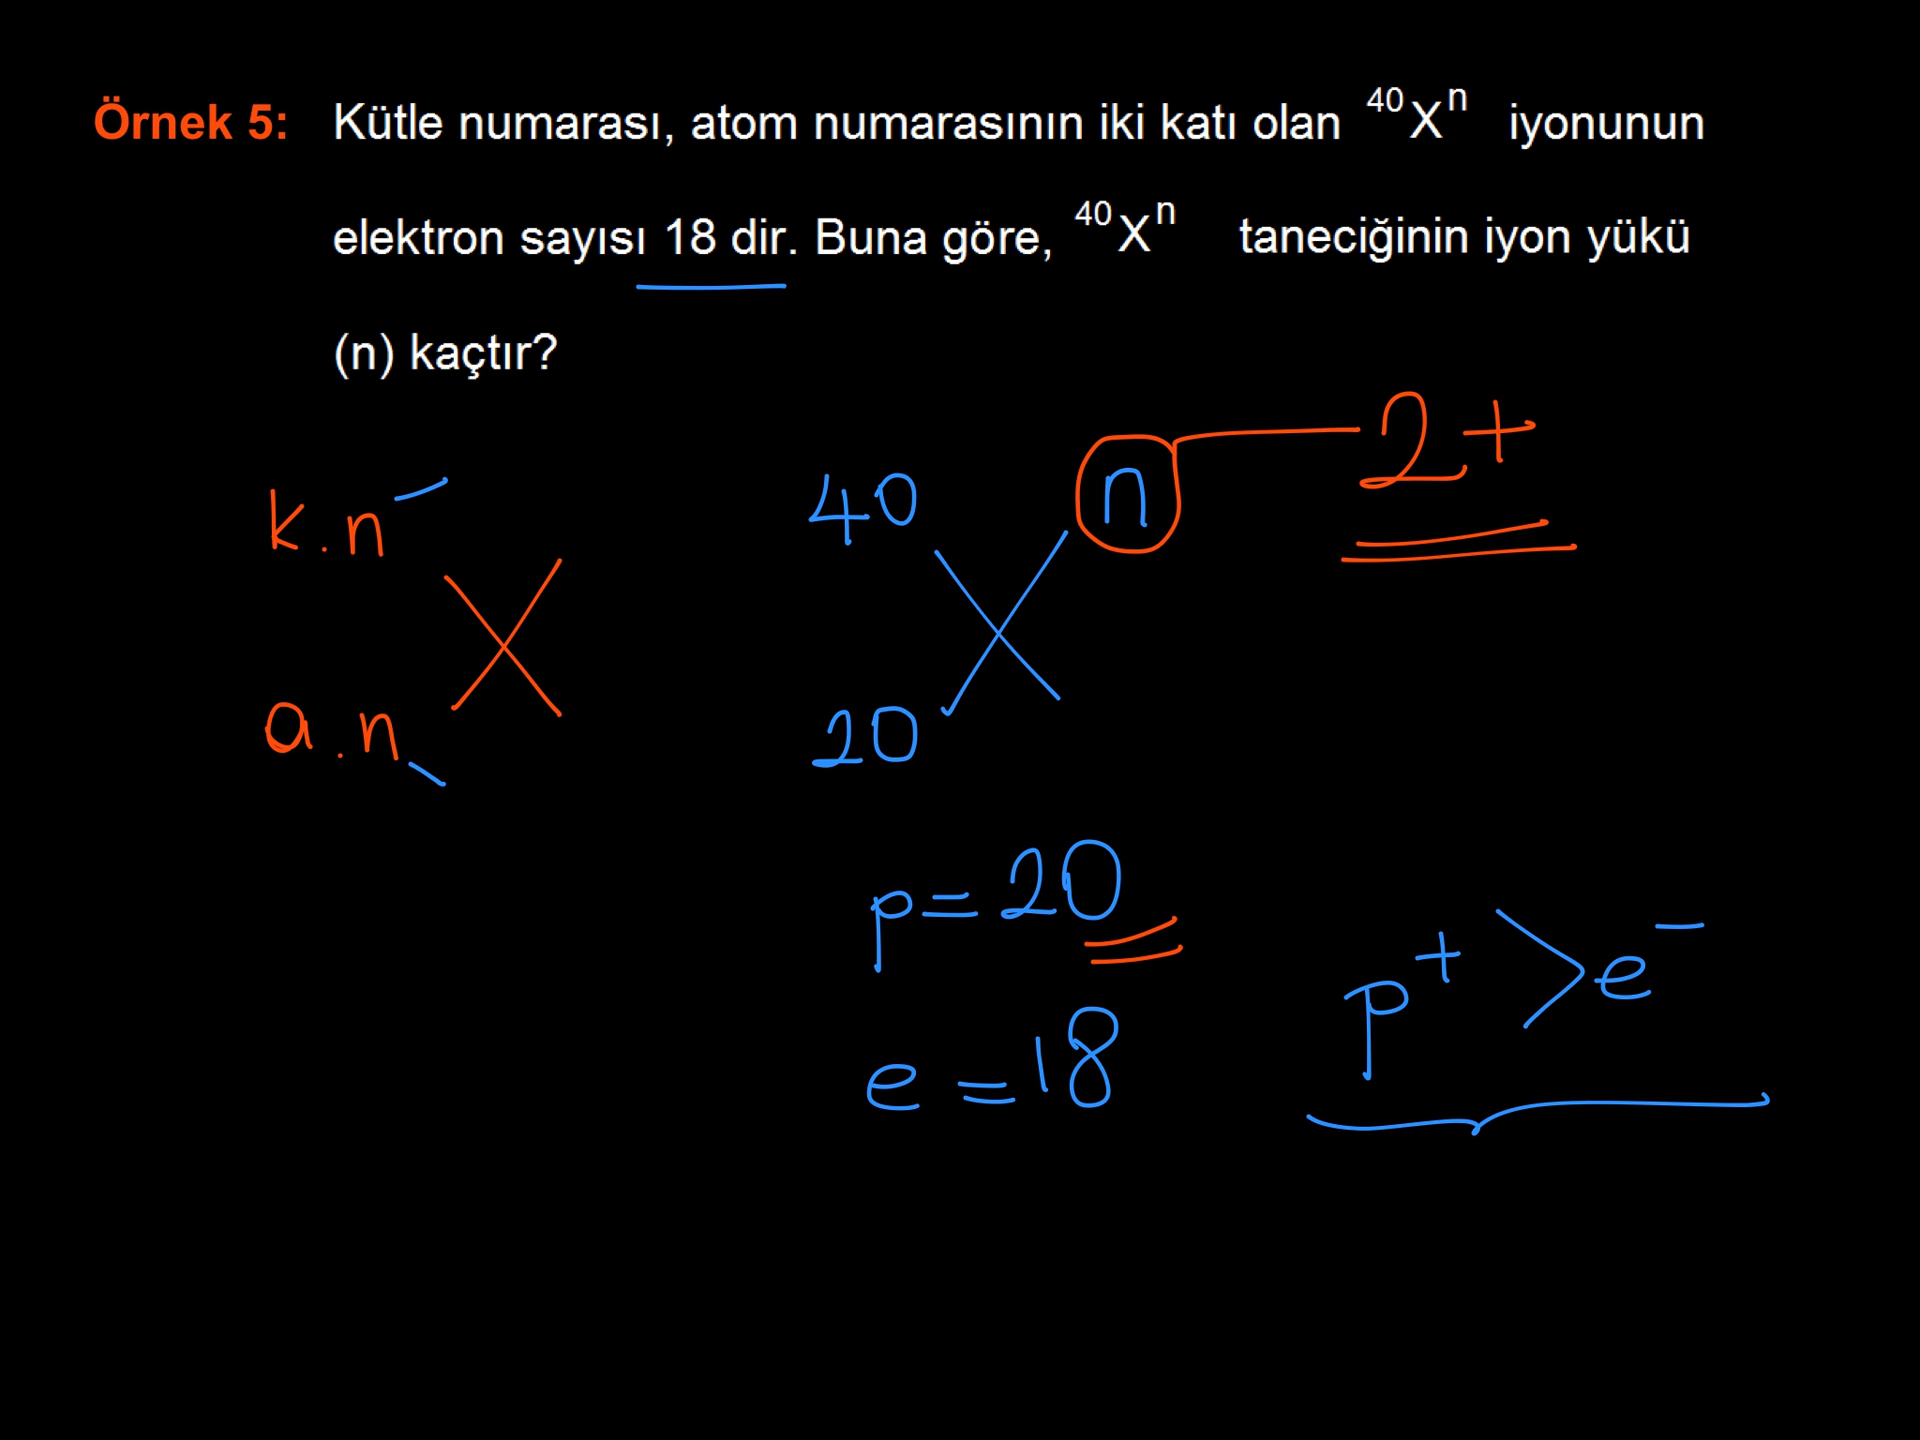 Örnek 5: Kütle numarası, atom numarasının iki katı olan ⁴⁰Xⁿ iyonunun
elektron sayısı 18 dir. Buna göre, ⁴⁰Xⁿ taneciğinin iyon yükü
(n) kaçtır?
k.n 40 n 2+
X X
a.n 20
p = 20
p⁺ > e⁻
e = 18